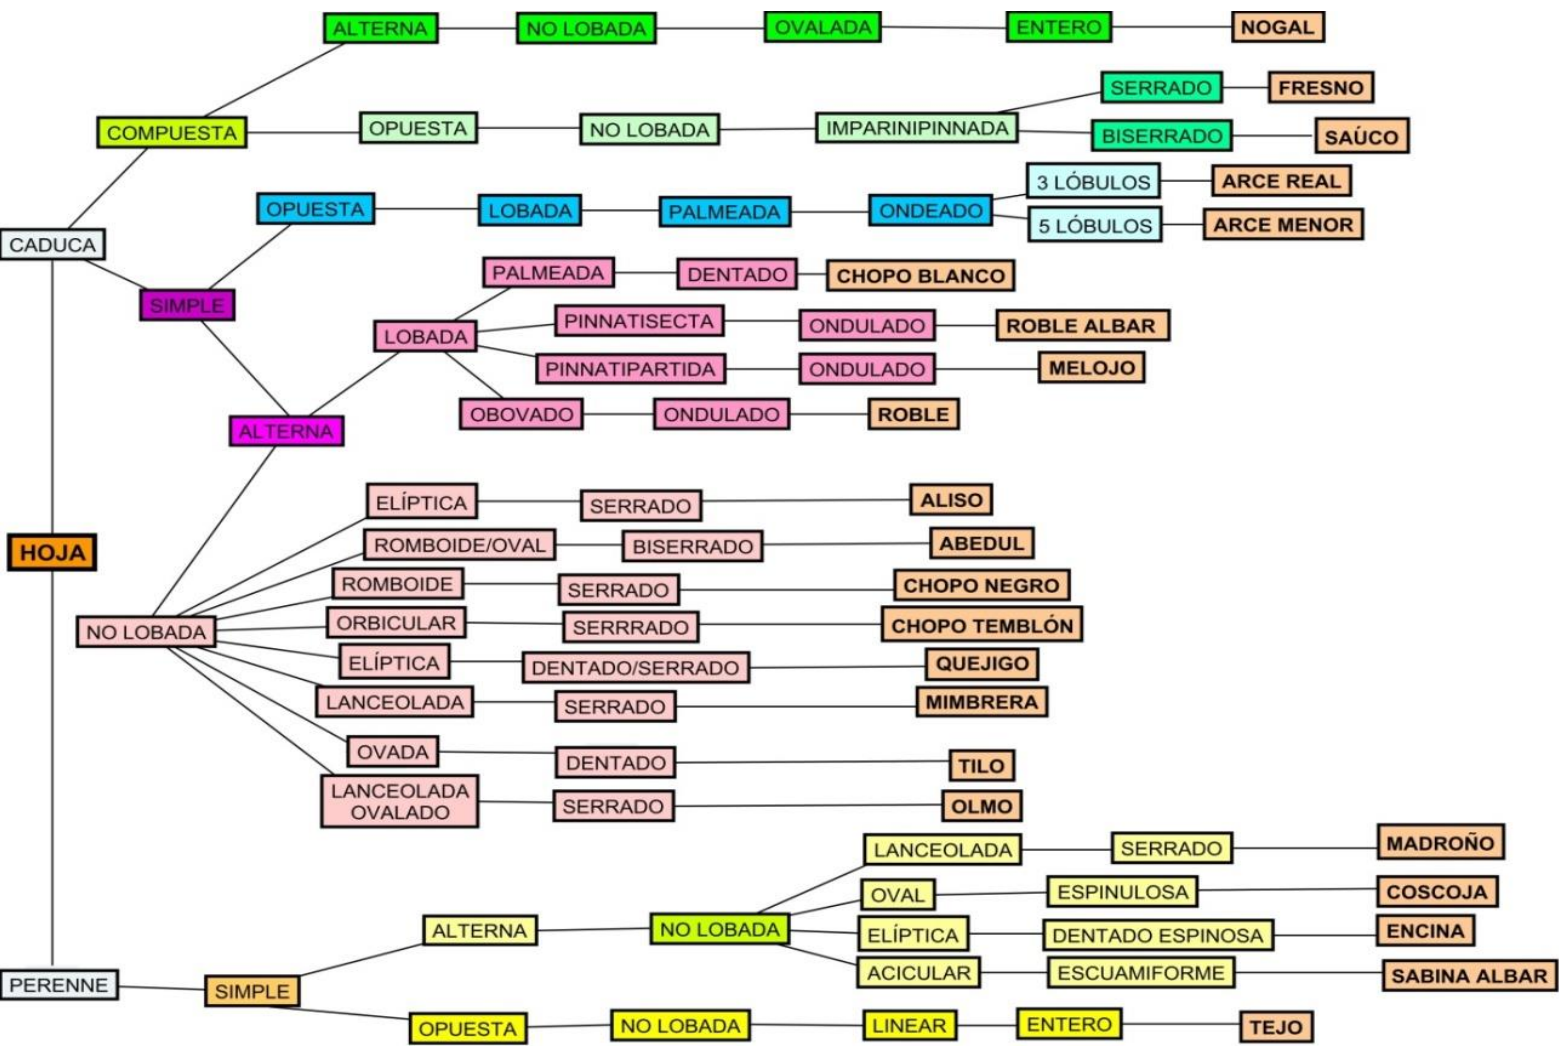 ALTERNA NO LOBADA OVALADA ENTERO NOGAL
SERRADO FRESNO
COMPUESTA OPUESTA NO LOBADA IMPARINIPINNADA
BISERRADO SAÚCO
3 LÓBULOS ARCE REAL
OPUESTA LOBADA PALMEADA ONDEADO
5 LÓBULOS ARCE MENOR
CADUCA
PALMEADA DENTADO CHOPO BLANCO
SIMPLE
PINNATISECTA ONDULADO ROBLE ALBAR
LOBADA
PINNATIPARTIDA ONDULADO MELOJO
OBOVADO ONDULADO ROBLE
ALTERNA
ELÍPTICA SERRADO ALISO
ROMBOIDE/OVAL BISERRADO ABEDUL
HOJA
ROMBOIDE SERRADO CHOPO NEGRO
ORBICULAR SERRRADO CHOPO TEMBLÓN
NO LOBADA
ELÍPTICA DENTADO/SERRADO QUEJIGO
LANCEOLADA SERRADO MIMBRERA
OVADA DENTADO TILO
LANCEOLADA
OVALADO SERRADO OLMO
LANCEOLADA SERRADO MADROÑO
OVAL ESPINULOSA COSCOJA
ALTERNA NO LOBADA
ELÍPTICA DENTADO ESPINOSA ENCINA
ACICULAR ESCUAMIFORME SABINA ALBAR
PERENNE SIMPLE
OPUESTA NO LOBADA LINEAR ENTERO TEJO